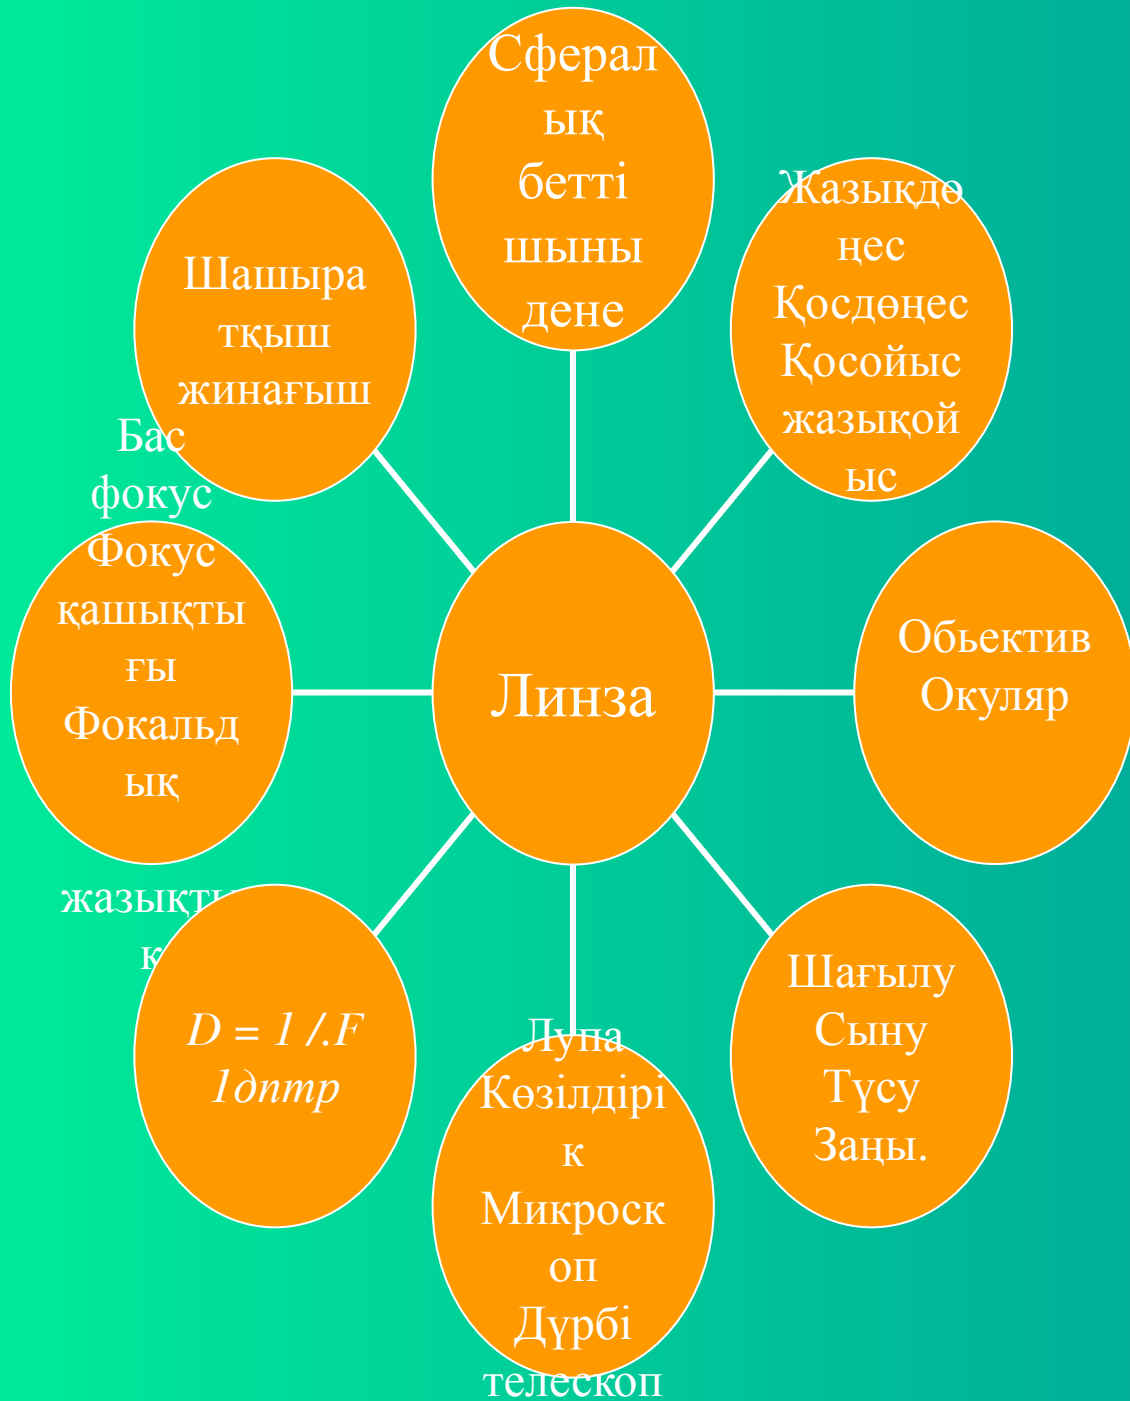 Сферал
ық
бетті
шыны
дене
Жазықдө
ңес
Қосдөңес
Қосойыс
жазықой
ыс
Обьектив
Окуляр
Шағылу
Сыну
Түсу
Заңы.
Лупа
Көзілдірі
к
Микроск
оп
Дүрбі
телескоп
D = 1 /.F
1дптр
Бас
фокус
Фокус
қашықты
ғы
Фокальд
ық
жазықты
қ
Шашыра
тқыш
жинағыш
Линза